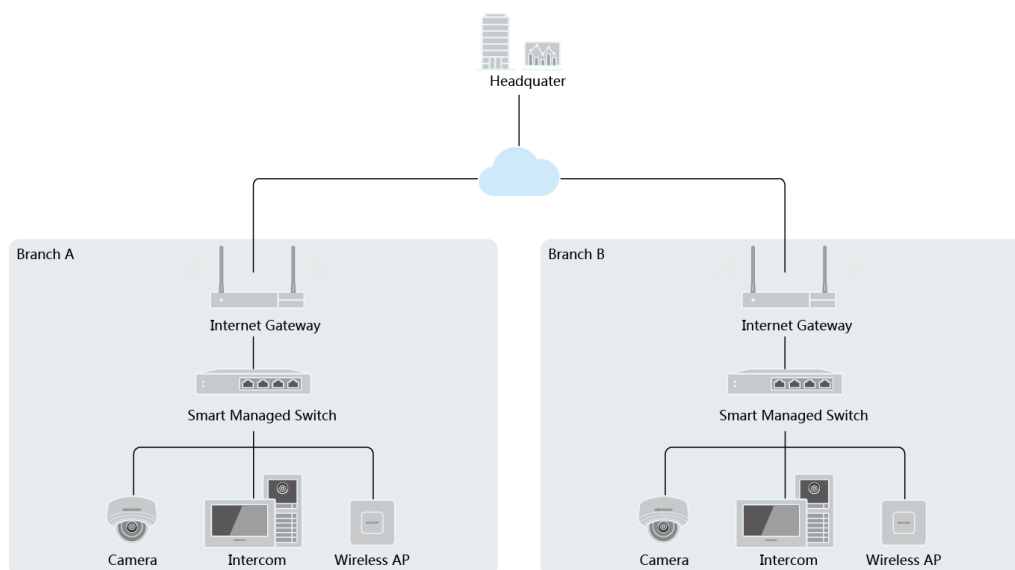 Headquater
Branch A
Branch B
Internet Gateway
Internet Gateway
Smart Managed Switch
Smart Managed Switch
Camera
Intercom
Wireless AP
Camera
Intercom
Wireless AP